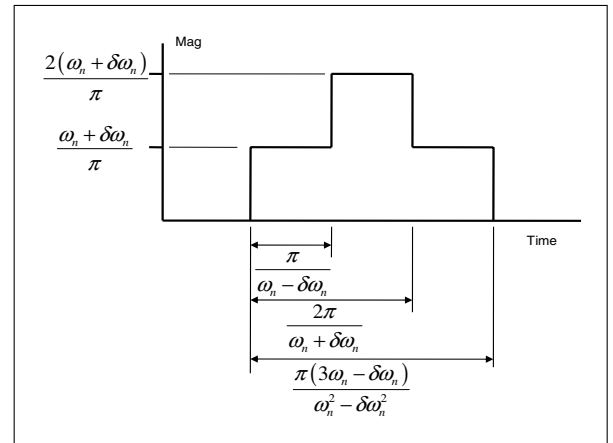 Mag
2(ωₙ + δωₙ)/π
(ωₙ + δωₙ)/π
Time
π/(ωₙ − δωₙ)
2π/(ωₙ + δωₙ)
π(3ωₙ − δωₙ)/(ωₙ² − δωₙ²)